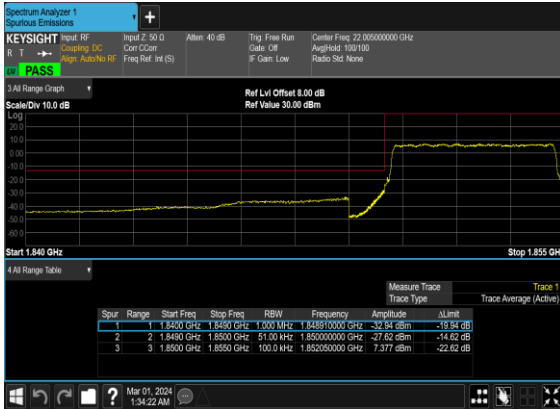 Spectrum Analyzer 1
Spurious Emissions
+
KEYSIGHT Input: RF Input Z: 50 Ω Atten: 40 dB Trig: Free Run Center Freq: 22.005000000 GHz
R T Coupling: DC Corr CCorr Gate: Off Avg|Hold: 100/100
Align: Auto/No RF Freq Ref: Int (S) IF Gain: Low Radio Std: None
PASS
3 All Range Graph
Ref Lvl Offset 8.00 dB
Scale/Div 10.0 dB Ref Value 30.00 dBm
Log
20.0
10.0
0.00
-10.0
-20.0
-30.0
-40.0
-50.0
-60.0
Start 1.840 GHz Stop 1.855 GH
4 All Range Table
Measure Trace Trace 1
Trace Type Trace Average (Active)
Spur Range Start Freq Stop Freq RBW Frequency Amplitude ΔLimit
1 1 1.8400 GHz 1.8490 GHz 1.000 MHz 1.848910000 GHz -32.94 dBm -19.94 dB
2 2 1.8490 GHz 1.8500 GHz 51.00 kHz 1.850000000 GHz -27.62 dBm -14.62 dB
3 3 1.8500 GHz 1.8550 GHz 100.0 kHz 1.852050000 GHz 7.377 dBm -22.62 dB
?
Mar 01, 2024
1:34:22 AM